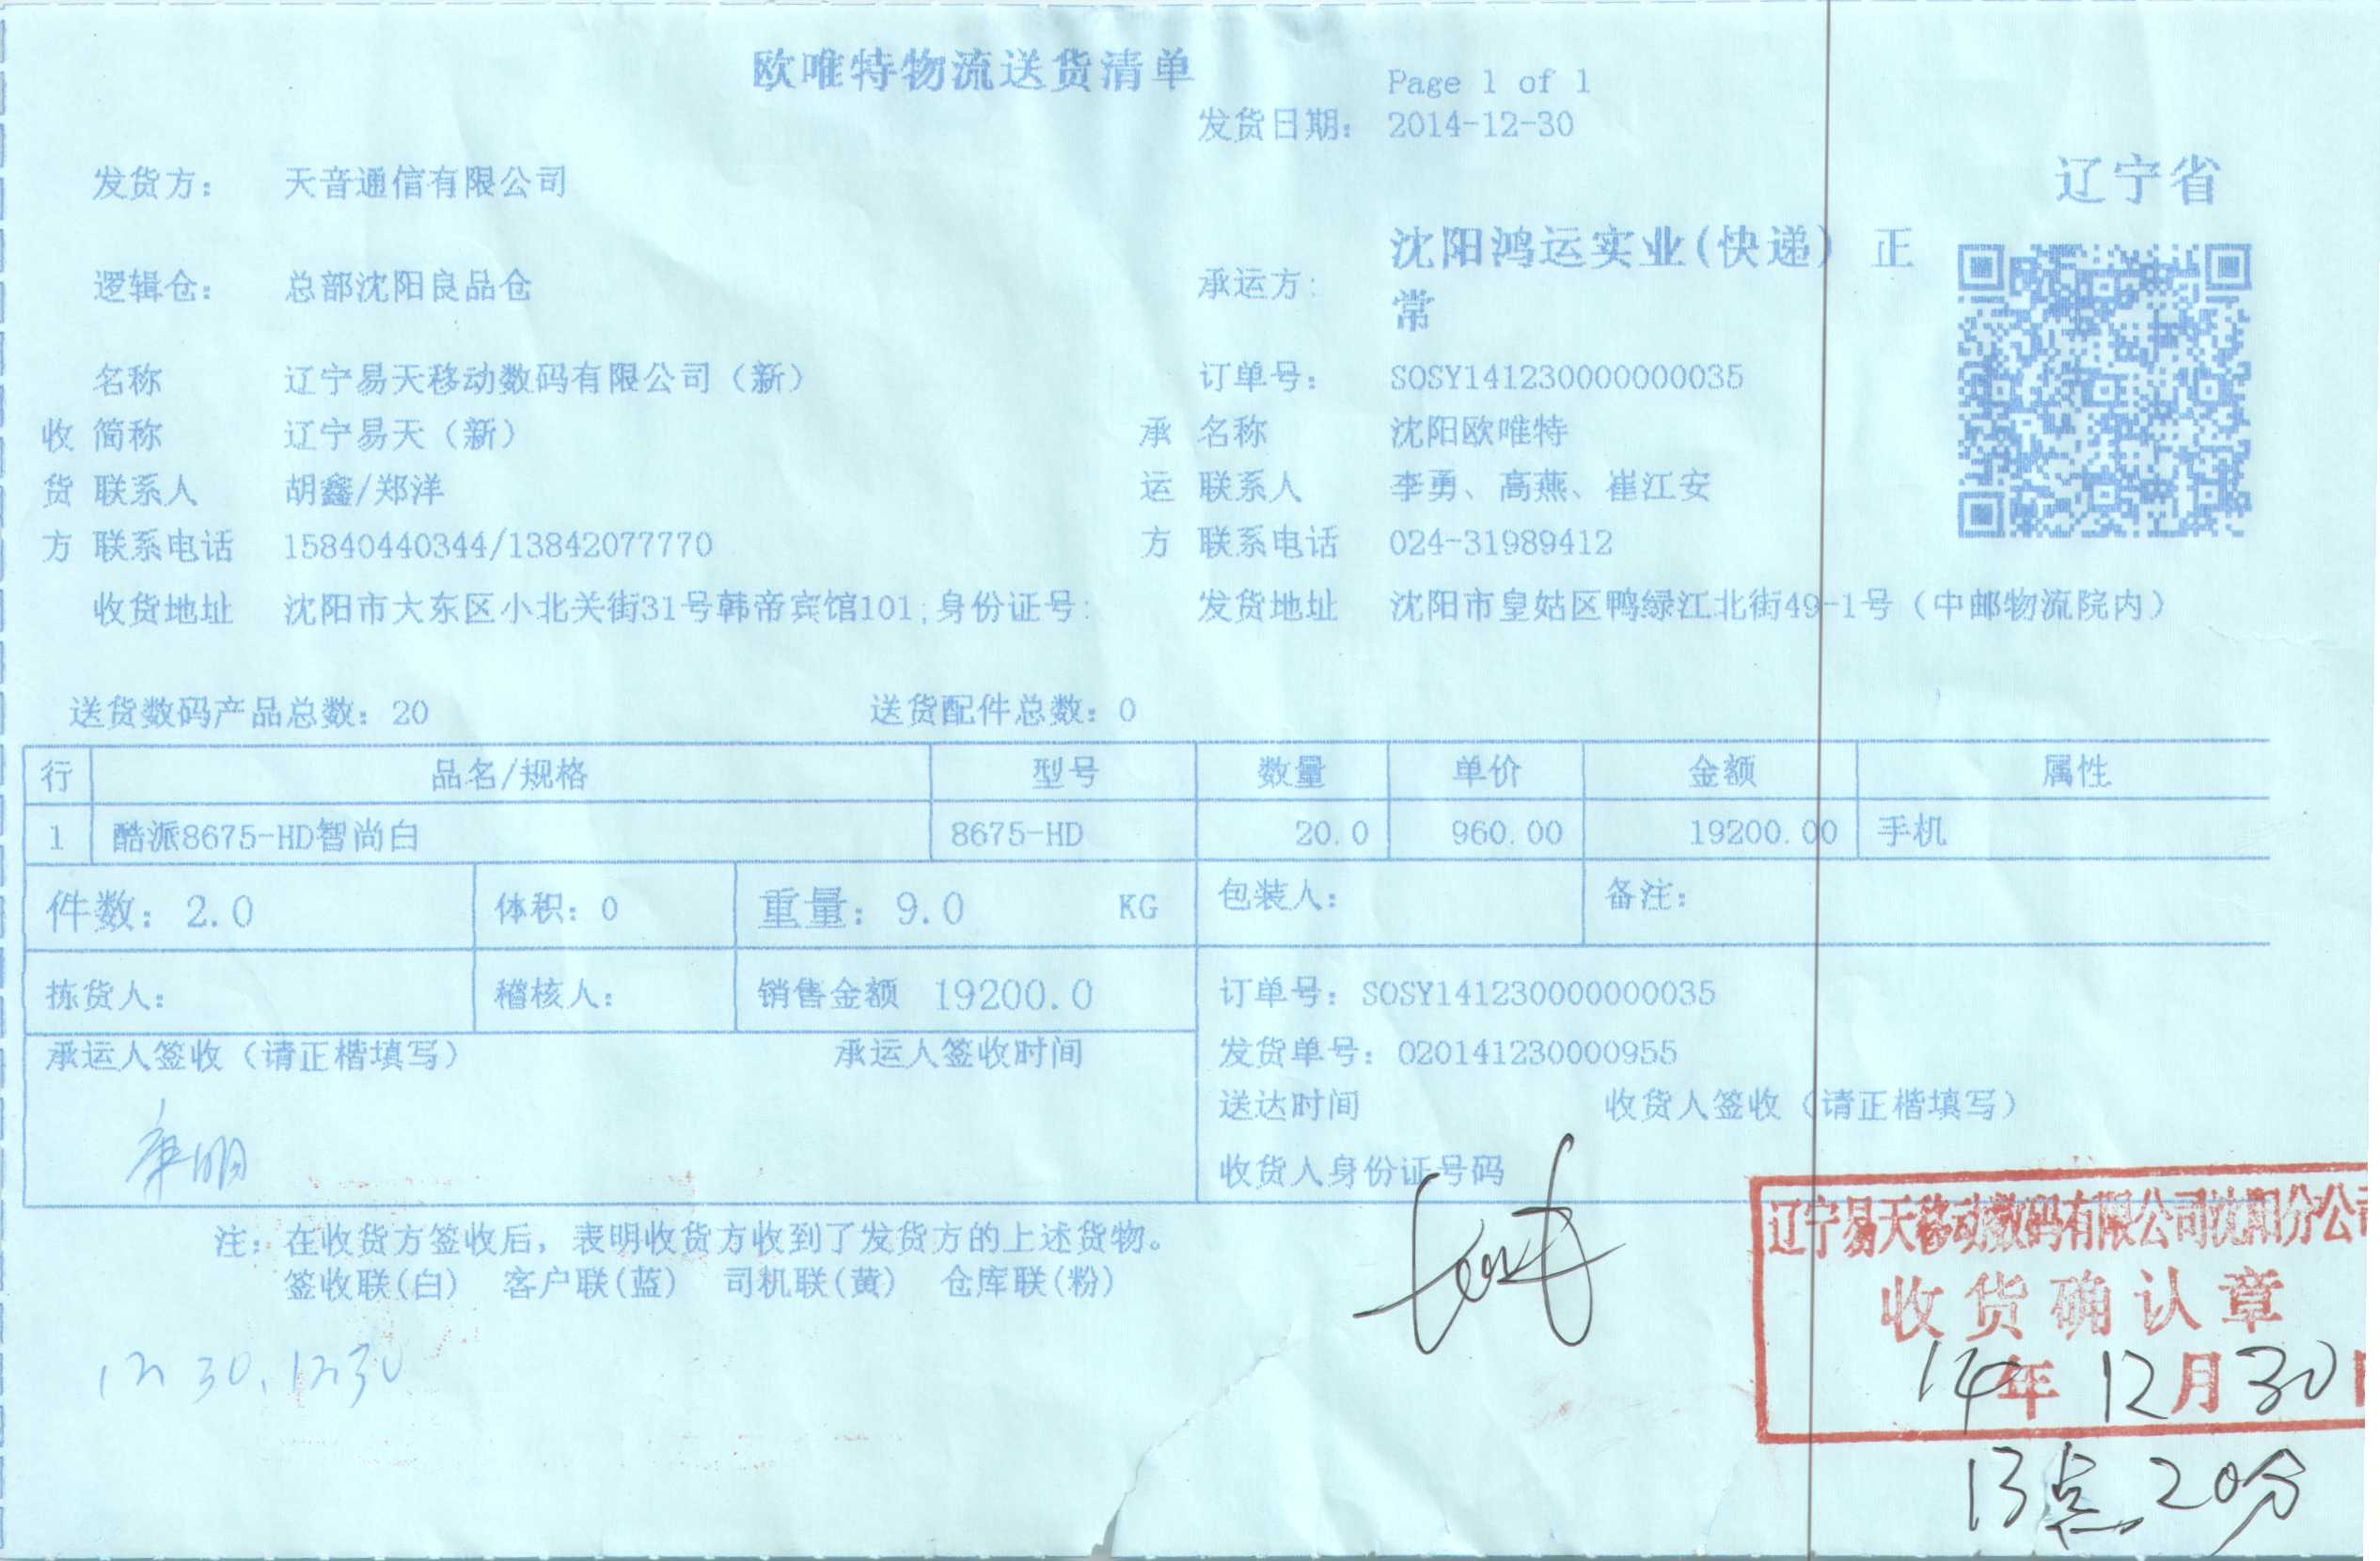 欧唯特物流送货清单
Page 1 of 1
发货日期: 2014-12-30
辽宁省
发货方: 天音通信有限公司
逻辑仓: 总部沈阳良品仓
承运方: 沈阳鸿运实业(快递) 正
常
名称 辽宁易天移动数码有限公司（新） 订单号: SOSY141230000000035
收 简称 辽宁易天（新） 承 名称 沈阳欧唯特
货 联系人 胡鑫/郑洋 运 联系人 李勇、高燕、崔江安
方 联系电话 15840440344/13842077770 方 联系电话 024-31989412
收货地址 沈阳市大东区小北关街31号韩帝宾馆101;身份证号: 发货地址 沈阳市皇姑区鸭绿江北街49-1号（中邮物流院内）
送货数码产品总数: 20 送货配件总数: 0
行 品名/规格 型号 数量 单价 金额 属性
1 酷派8675-HD智尚白 8675-HD 20.0 960.00 19200.00 手机
件数: 2.0 体积: 0 重量: 9.0 KG 包装人: 备注:
拣货人: 稽核人: 销售金额 19200.0 订单号: SOSY141230000000035
承运人签收（请正楷填写） 承运人签收时间 发货单号: 020141230000955
送达时间 收货人签收（请正楷填写）
收货人身份证号码
注: 在收货方签收后, 表明收货方收到了发货方的上述货物。
签收联(白) 客户联(蓝) 司机联(黄) 仓库联(粉)
辽宁易天移动数码有限公司沈阳分公司
收货确认章
14年 12月 30日
13点20分
12 30, 1230